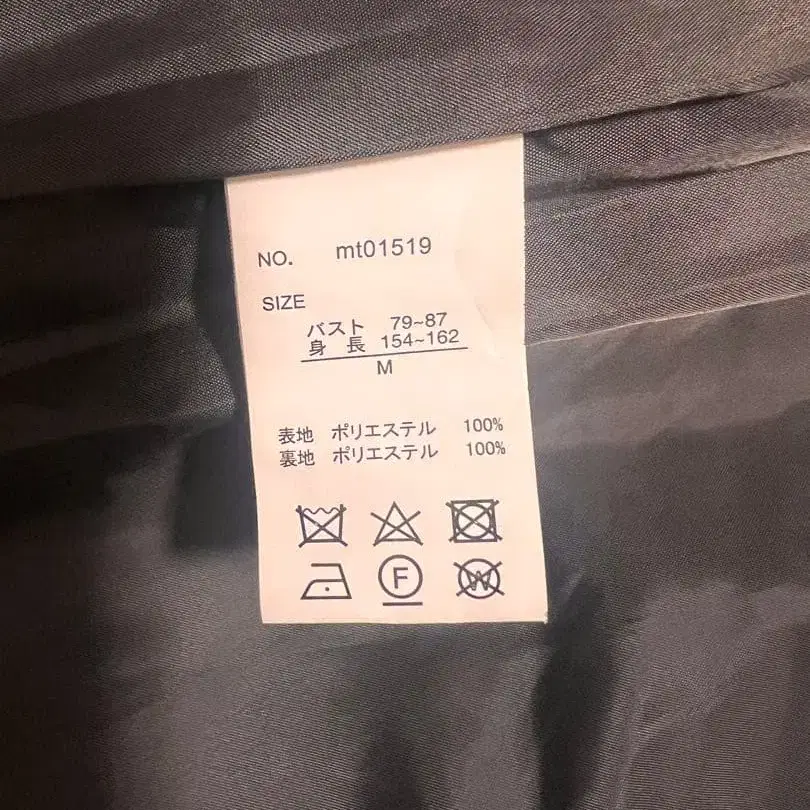 NO. mt01519
SIZE
バスト 79~87
身 長 154~162
M
表地 ポリエステル 100%
裏地 ポリエステル 100%
F W